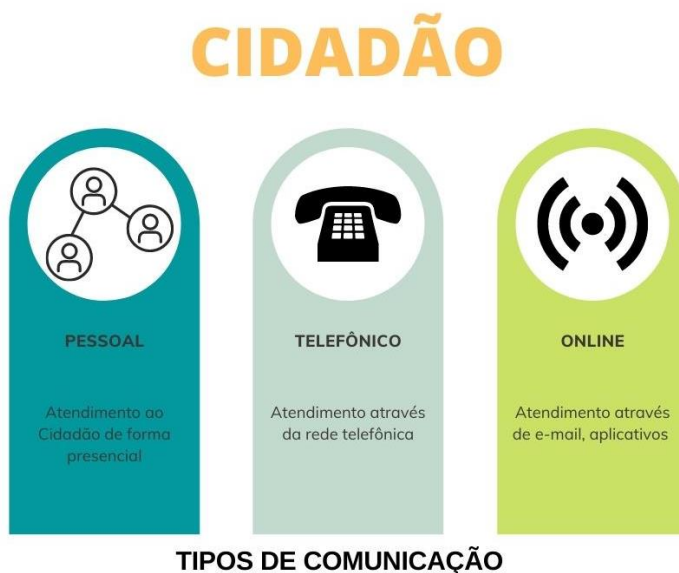 CIDADÃO
PESSOAL
Atendimento ao
Cidadão de forma
presencial
TELEFÔNICO
Atendimento através
da rede telefônica
ONLINE
Atendimento através
de e-mail, aplicativos
TIPOS DE COMUNICAÇÃO